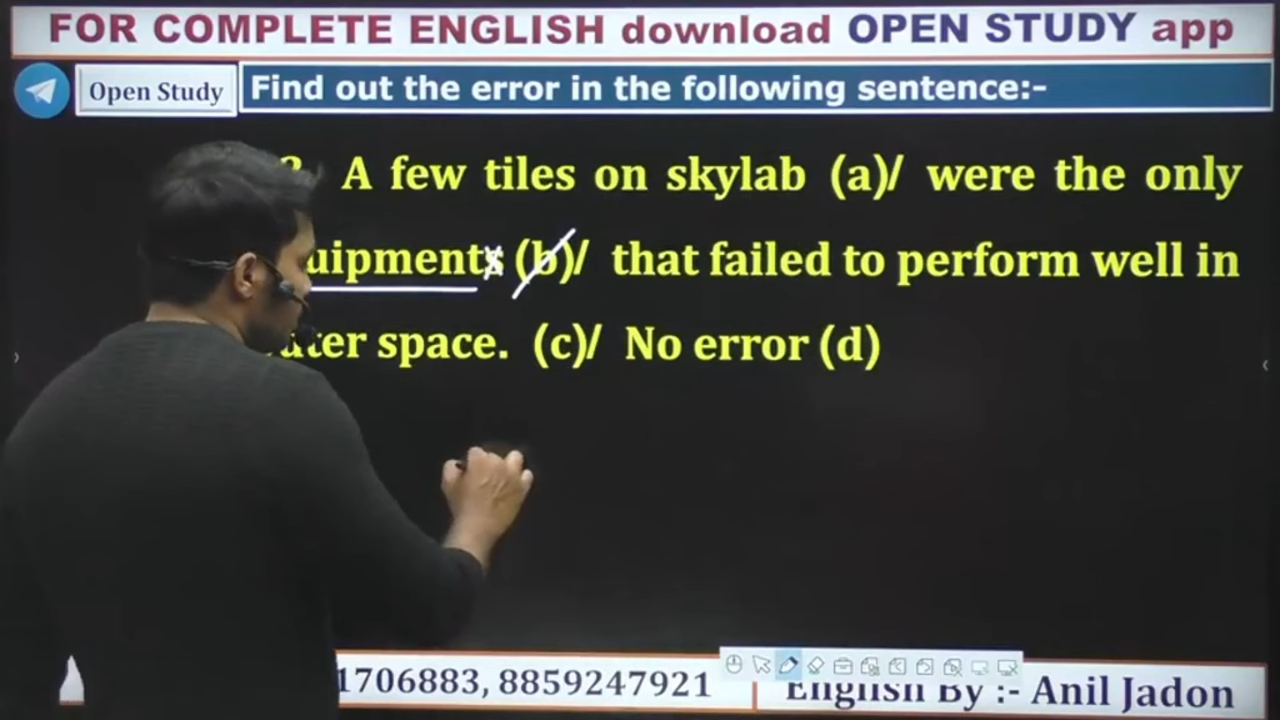 FOR COMPLETE ENGLISH download OPEN STUDY app
Open Study
Find out the error in the following sentence:-
A few tiles on skylab (a)/ were the only
(b)/ that failed to perform well in
space. (c)/ No error (d)
1706883, 8859247921
English By :- Anil Jadon